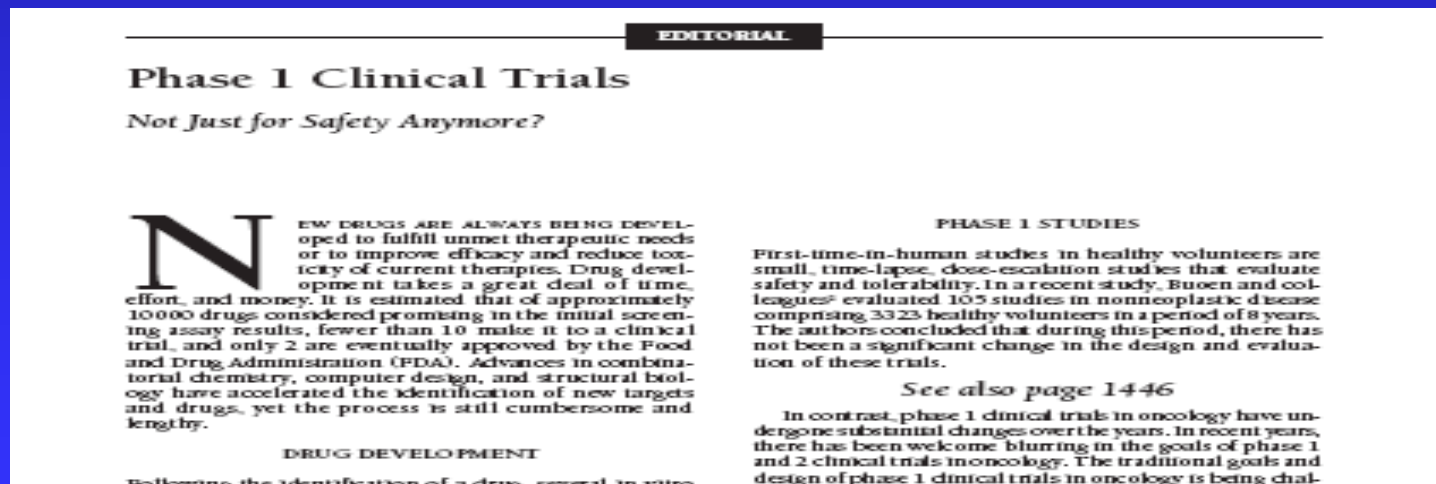 EDITORIAL
Phase 1 Clinical Trials
Not Just for Safety Anymore?
NEW DRUGS ARE ALWAYS BEING DEVEL-
oped to fulfill unmet therapeutic needs
or to improve efficacy and reduce tox-
icity of current therapies. Drug devel-
opment takes a great deal of time,
effort, and money. It is estimated that of approximately
10000 drugs considered promising in the initial screen-
ing assay results, fewer than 10 make it to a clinical
trial, and only 2 are eventually approved by the Food
and Drug Administration (FDA). Advances in combina-
torial chemistry, computer design, and structural biol-
ogy have accelerated the identification of new targets
and drugs, yet the process is still cumbersome and
lengthy.
DRUG DEVELOPMENT
Following the identification of a drug, several in vitro
PHASE 1 STUDIES
First-time-in-human studies in healthy volunteers are
small, time-lapse, dose-escalation studies that evaluate
safety and tolerability. In a recent study, Buoen and col-
leagues evaluated 105 studies in nonneoplastic disease
comprising 3323 healthy volunteers in a period of 8 years.
The authors concluded that during this period, there has
not been a significant change in the design and evalua-
tion of these trials.
See also page 1446
In contrast, phase 1 clinical trials in oncology have un-
dergone substantial changes over the years. In recent years,
there has been welcome blurring in the goals of phase 1
and 2 clinical trials in oncology. The traditional goals and
design of phase 1 clinical trials in oncology is being chal-